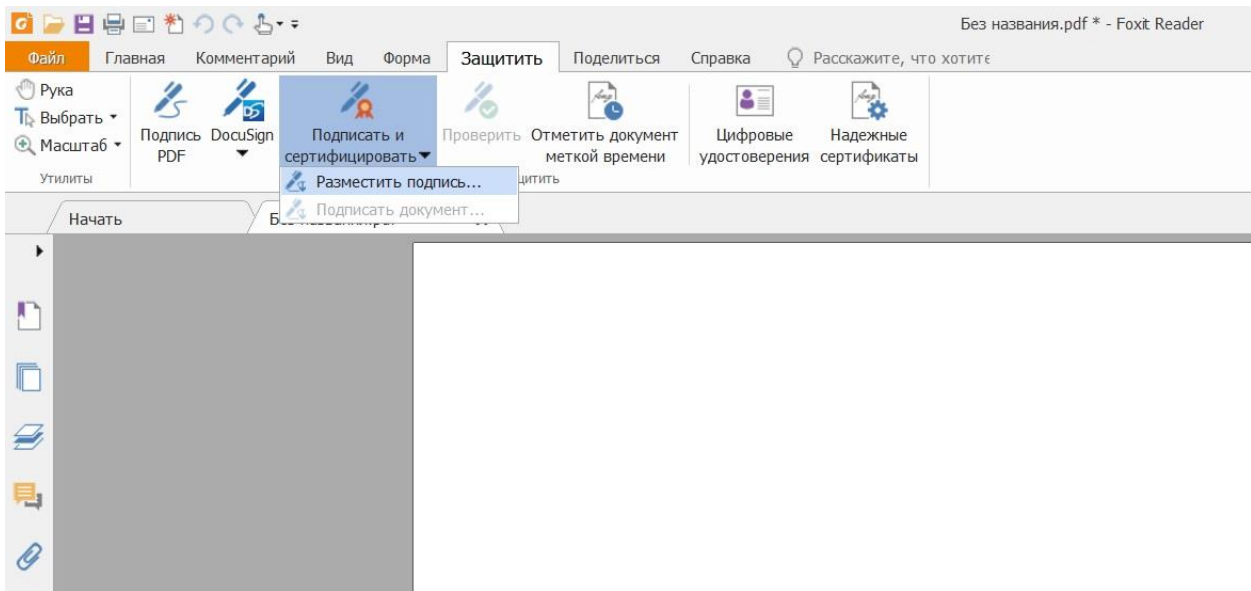 Без названия.pdf * - Foxit Reader
Файл Главная Комментарий Вид Форма Защитить Поделиться Справка Расскажите, что хотите
Рука
Выбрать
Масштаб
Утилиты
Подпись PDF
DocuSign
Подписать и
сертифицировать
Проверить
Отметить документ
меткой времени
Цифровые
удостоверения
Надежные
сертификаты
Разместить подпись...
Подписать документ...
Начать